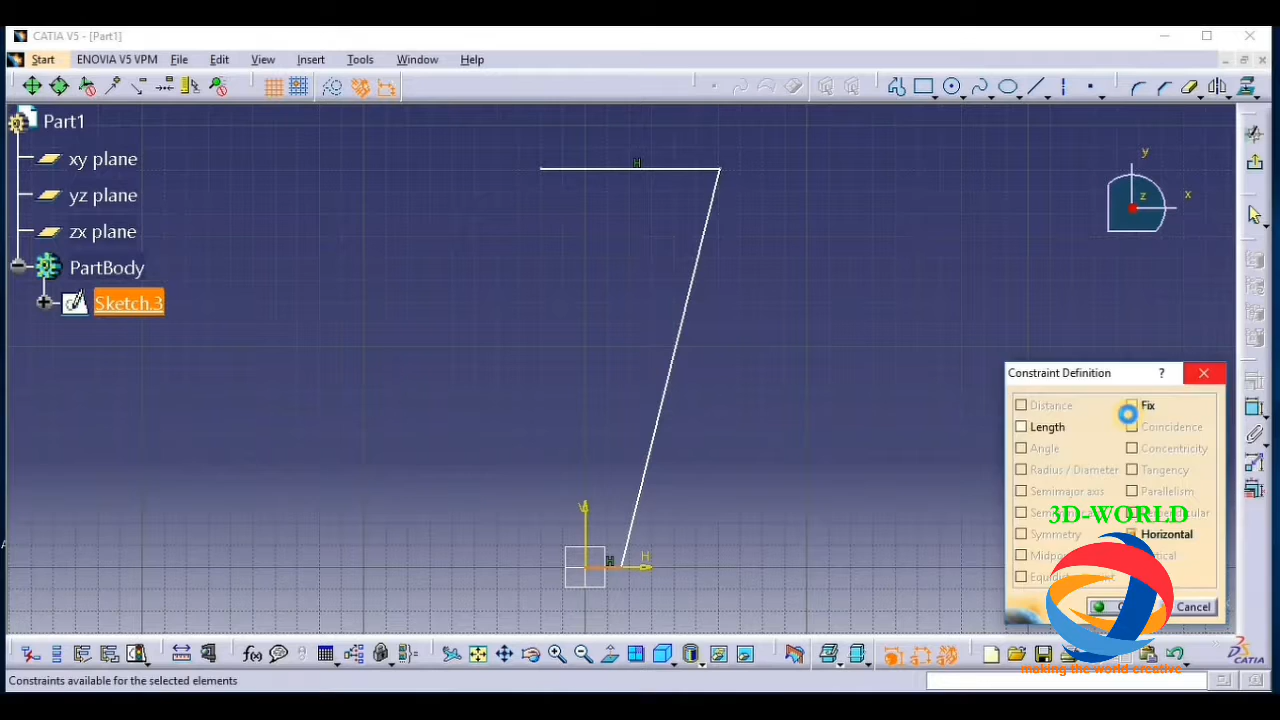 CATIA V5 - [Part1]
Start ENOVIA V5 VPM File Edit View Insert Tools Window Help
Part1
xy plane
yz plane
zx plane
PartBody
Sketch.3
y
x
z
H
V
H
H
Constraint Definition ?
Distance Fix
Length Coincidence
Angle Concentricity
Radius / Diameter Tangency
Semimajor axis Parallelism
3D-WORLD
Symmetry Horizontal
Cancel
making the world creative
f(x)
CATIA
Constraints available for the selected elements